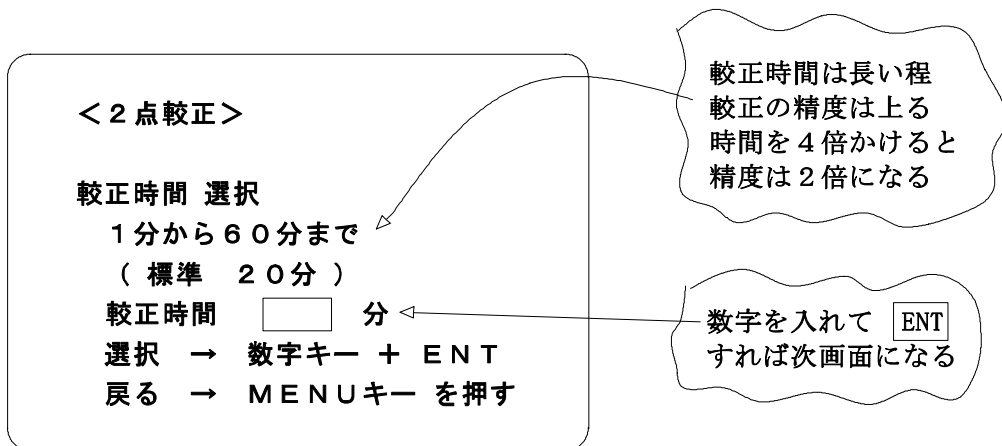 ＜２点較正＞
較正時間 選択
１分から６０分まで
（ 標準　２０分 ）
較正時間　分
選択　→　数字キー ＋ ＥＮＴ
戻る　→　ＭＥＮＵキー を押す
較正時間は長い程
較正の精度は上る
時間を４倍かけると
精度は２倍になる
数字を入れて ENT
すれば次画面になる